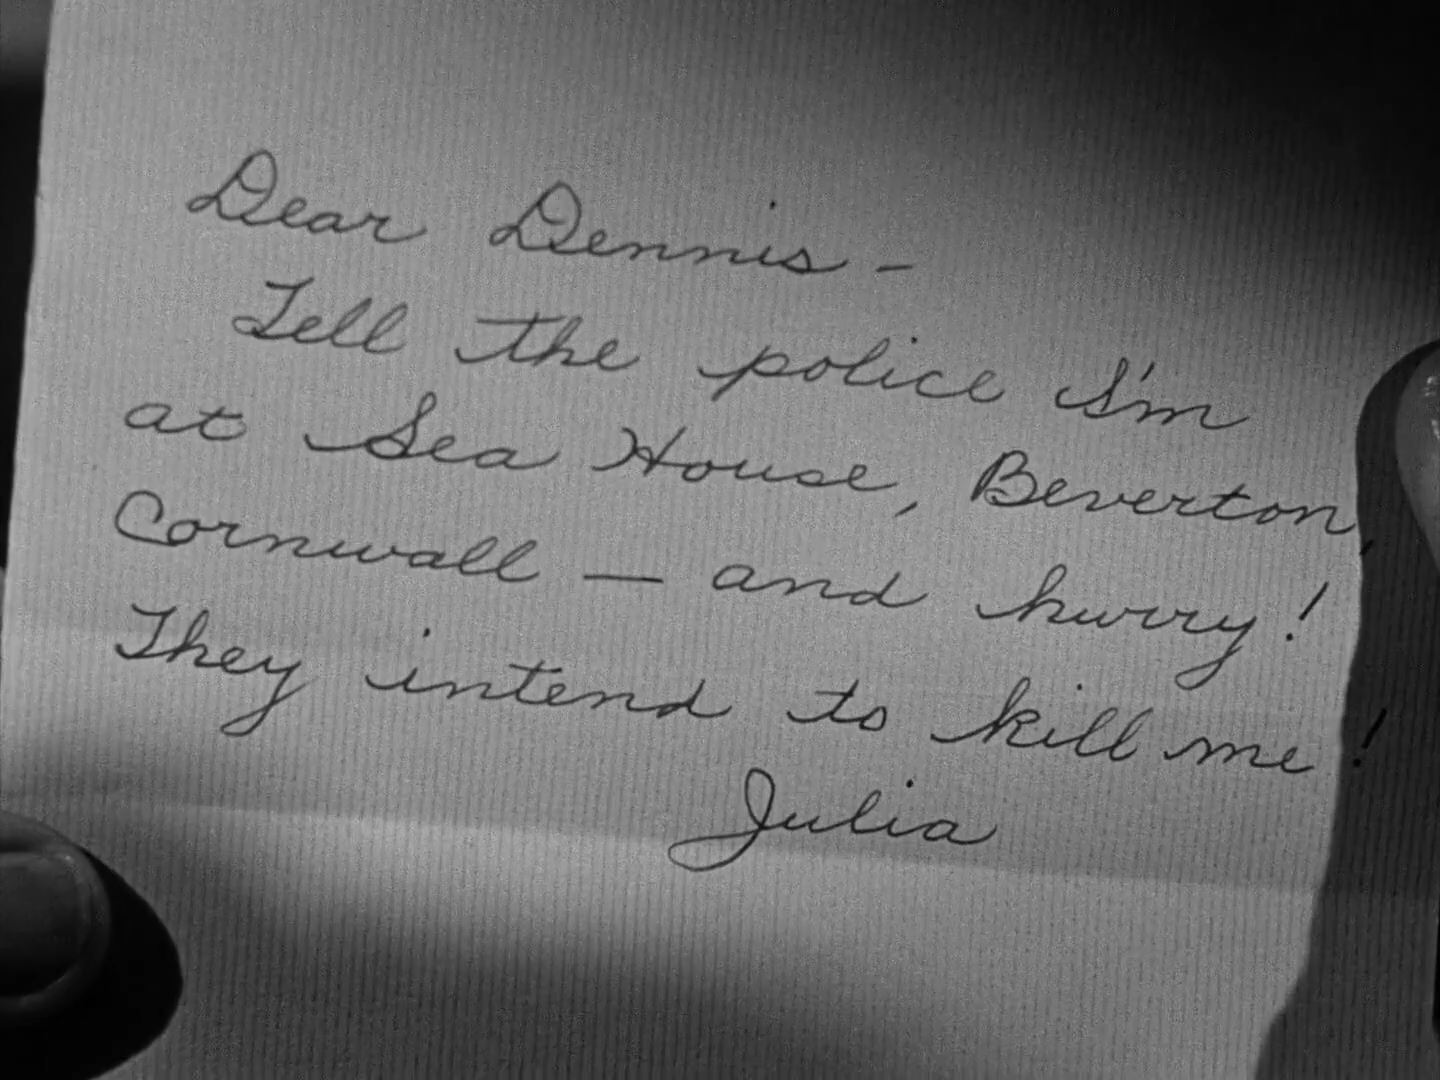 Dear Dennis -
Tell the police I'm
at Sea House, Beverton,
Cornwall — and hurry!
They intend to kill me!
Julia